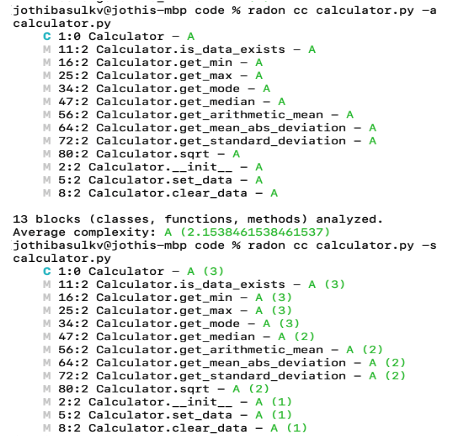 jothibasulkv@jothis-mbp code % radon cc calculator.py -a
calculator.py
C 1:0 Calculator - A
M 11:2 Calculator.is_data_exists - A
M 16:2 Calculator.get_min - A
M 25:2 Calculator.get_max - A
M 34:2 Calculator.get_mode - A
M 47:2 Calculator.get_median - A
M 56:2 Calculator.get_arithmetic_mean - A
M 64:2 Calculator.get_mean_abs_deviation - A
M 72:2 Calculator.get_standard_deviation - A
M 80:2 Calculator.sqrt - A
M 2:2 Calculator.__init__ - A
M 5:2 Calculator.set_data - A
M 8:2 Calculator.clear_data - A
13 blocks (classes, functions, methods) analyzed.
Average complexity: A (2.1538461538461537)
jothibasulkv@jothis-mbp code % radon cc calculator.py -s
calculator.py
C 1:0 Calculator - A (3)
M 11:2 Calculator.is_data_exists - A (3)
M 16:2 Calculator.get_min - A (3)
M 25:2 Calculator.get_max - A (3)
M 34:2 Calculator.get_mode - A (3)
M 47:2 Calculator.get_median - A (2)
M 56:2 Calculator.get_arithmetic_mean - A (2)
M 64:2 Calculator.get_mean_abs_deviation - A (2)
M 72:2 Calculator.get_standard_deviation - A (2)
M 80:2 Calculator.sqrt - A (2)
M 2:2 Calculator.__init__ - A (1)
M 5:2 Calculator.set_data - A (1)
M 8:2 Calculator.clear_data - A (1)